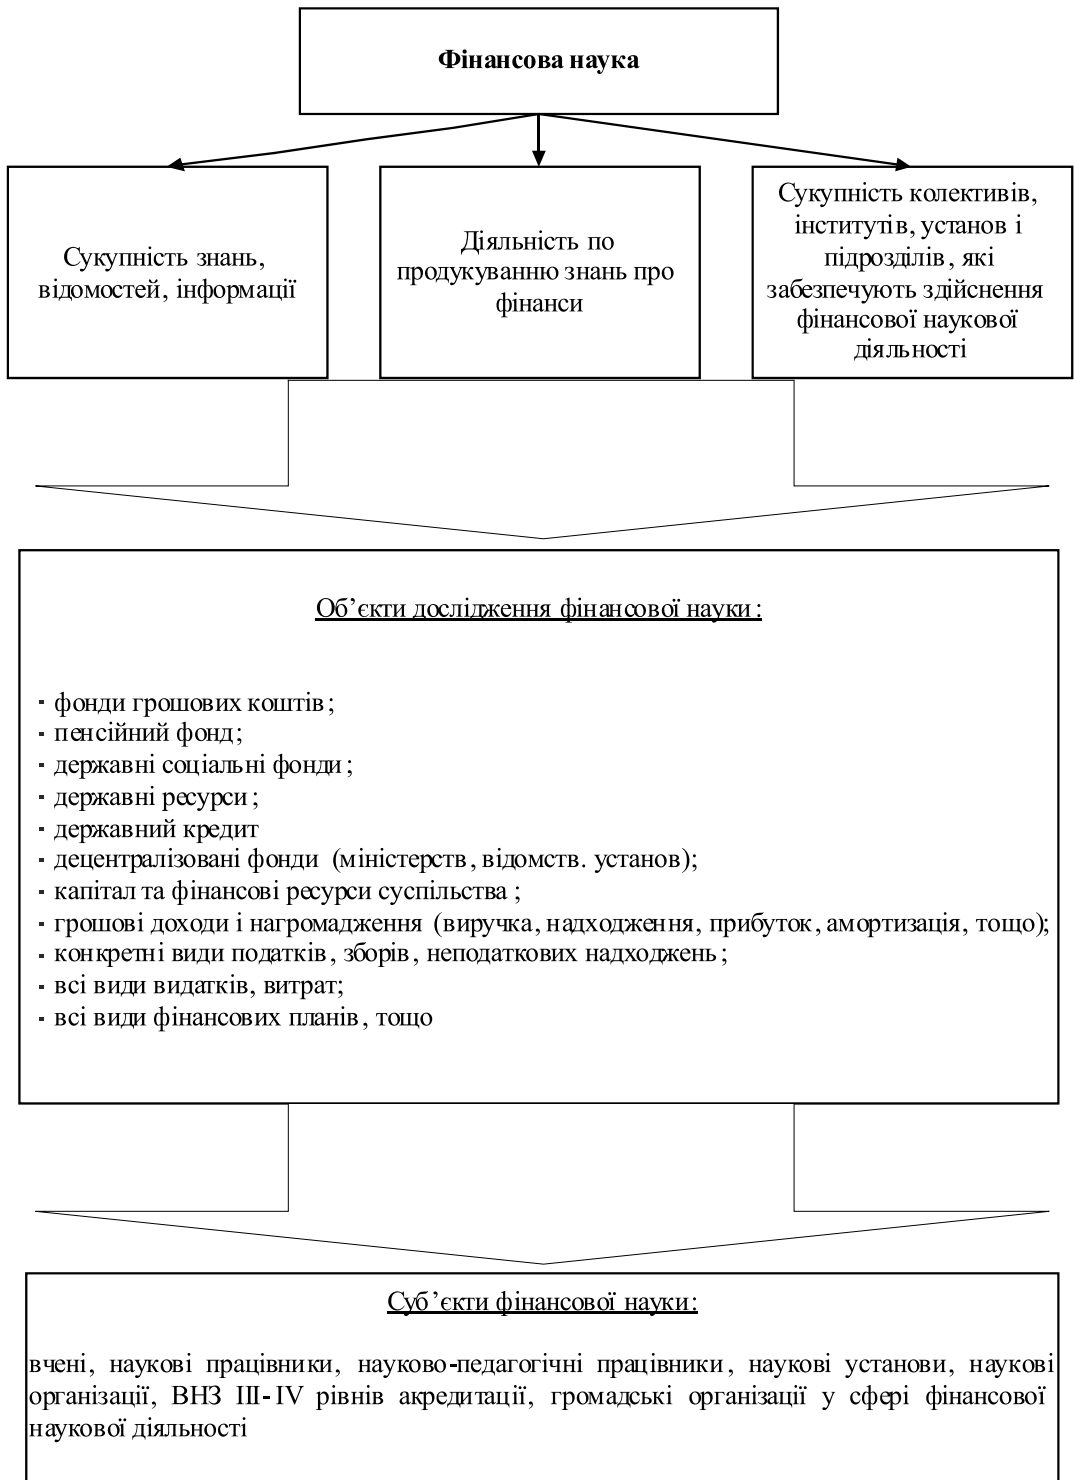 Фінансова наука
Сукупність знань,
відомостей, інформації
Діяльність по
продукуванню знань про
фінанси
Сукупність колективів,
інститутів, установ і
підрозділів, які
забезпечують здійснення
фінансової наукової
діяльності
Об’єкти дослідження фінансової науки:
- фонди грошових коштів;
- пенсійний фонд;
- державні соціальні фонди;
- державні ресурси;
- державний кредит
- децентралізовані фонди (міністерств, відомств. установ);
- капітал та фінансові ресурси суспільства;
- грошові доходи і нагромадження (виручка, надходження, прибуток, амортизація, тощо);
- конкретні види податків, зборів, неподаткових надходжень;
- всі види видатків, витрат;
- всі види фінансових планів, тощо
Суб’єкти фінансової науки:
вчені, наукові працівники, науково-педагогічні працівники, наукові установи, наукові
організації, ВНЗ III-IV рівнів акредитації, громадські організації у сфері фінансової
наукової діяльності